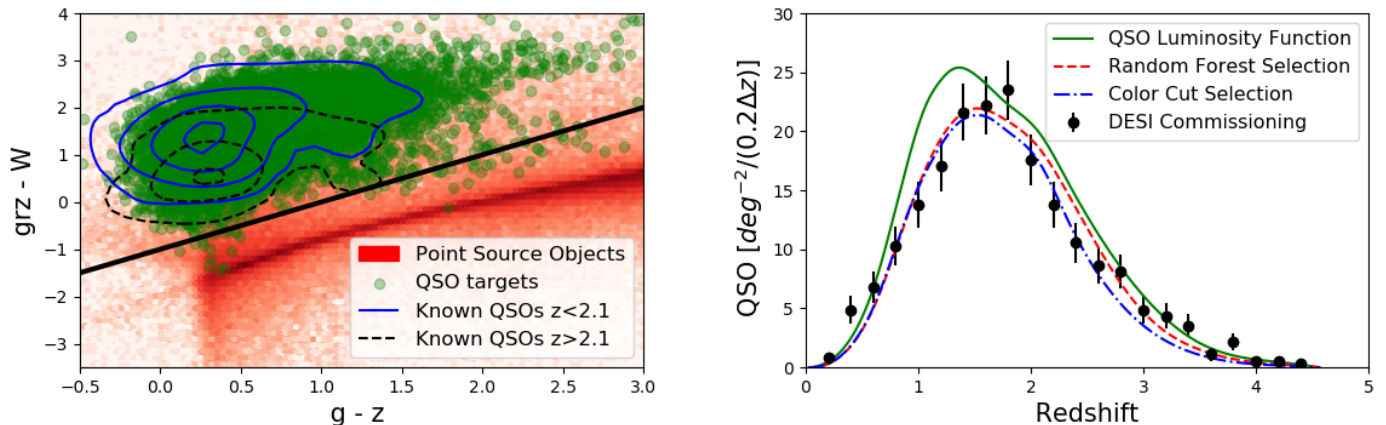 4
3
2
1
0
−1
−2
−3
grz - W
−0.5
0.0
0.5
1.0
1.5
2.0
2.5
3.0
g - z
Point Source Objects
QSO targets
Known QSOs z<2.1
Known QSOs z>2.1
30
25
20
15
10
5
0
QSO [deg⁻²/(0.2Δz)]
0
1
2
3
4
5
Redshift
QSO Luminosity Function
Random Forest Selection
Color Cut Selection
DESI Commissioning